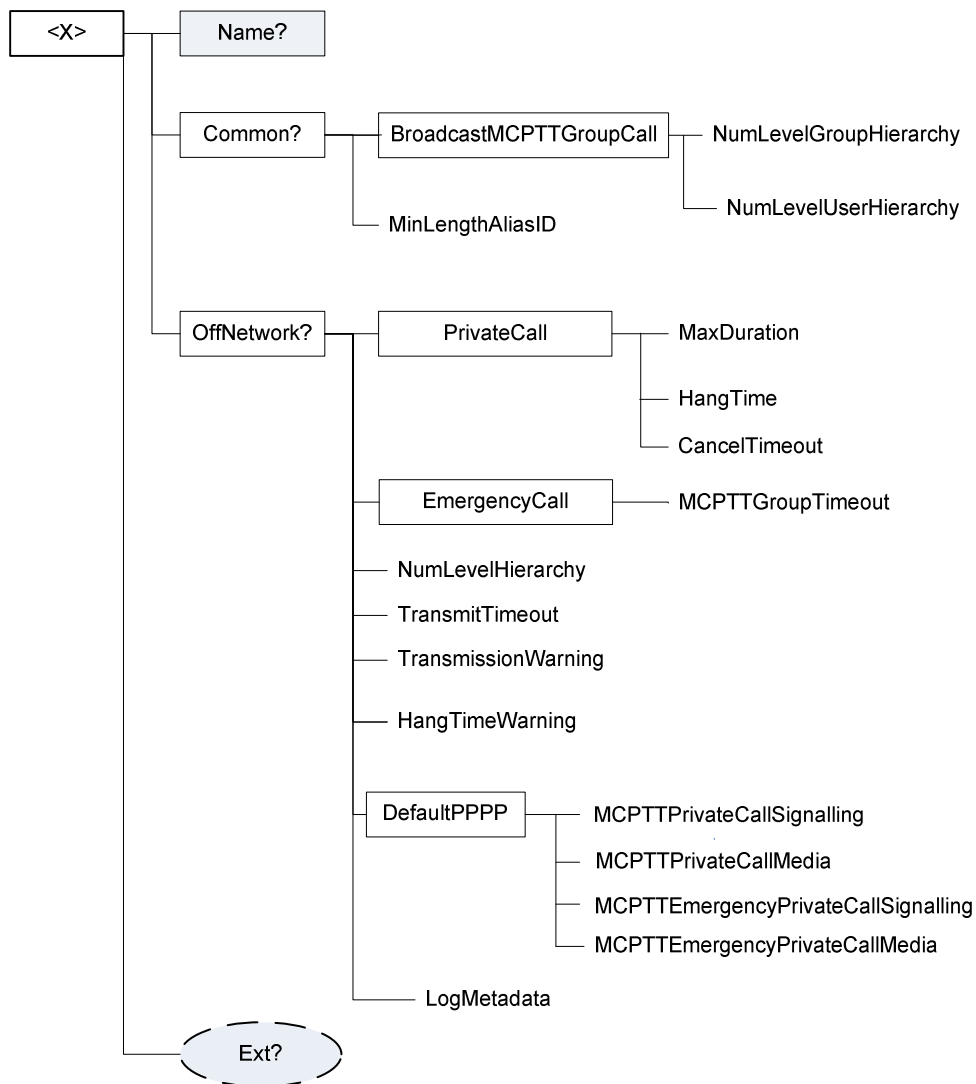 <X>
Name?
Common?
BroadcastMCPTTGroupCall
NumLevelGroupHierarchy
NumLevelUserHierarchy
MinLengthAliasID
OffNetwork?
PrivateCall
MaxDuration
HangTime
CancelTimeout
EmergencyCall
MCPTTGroupTimeout
NumLevelHierarchy
TransmitTimeout
TransmissionWarning
HangTimeWarning
DefaultPPPP
MCPTTPrivateCallSignalling
MCPTTPrivateCallMedia
MCPTTEmergencyPrivateCallSignalling
MCPTTEmergencyPrivateCallMedia
LogMetadata
Ext?